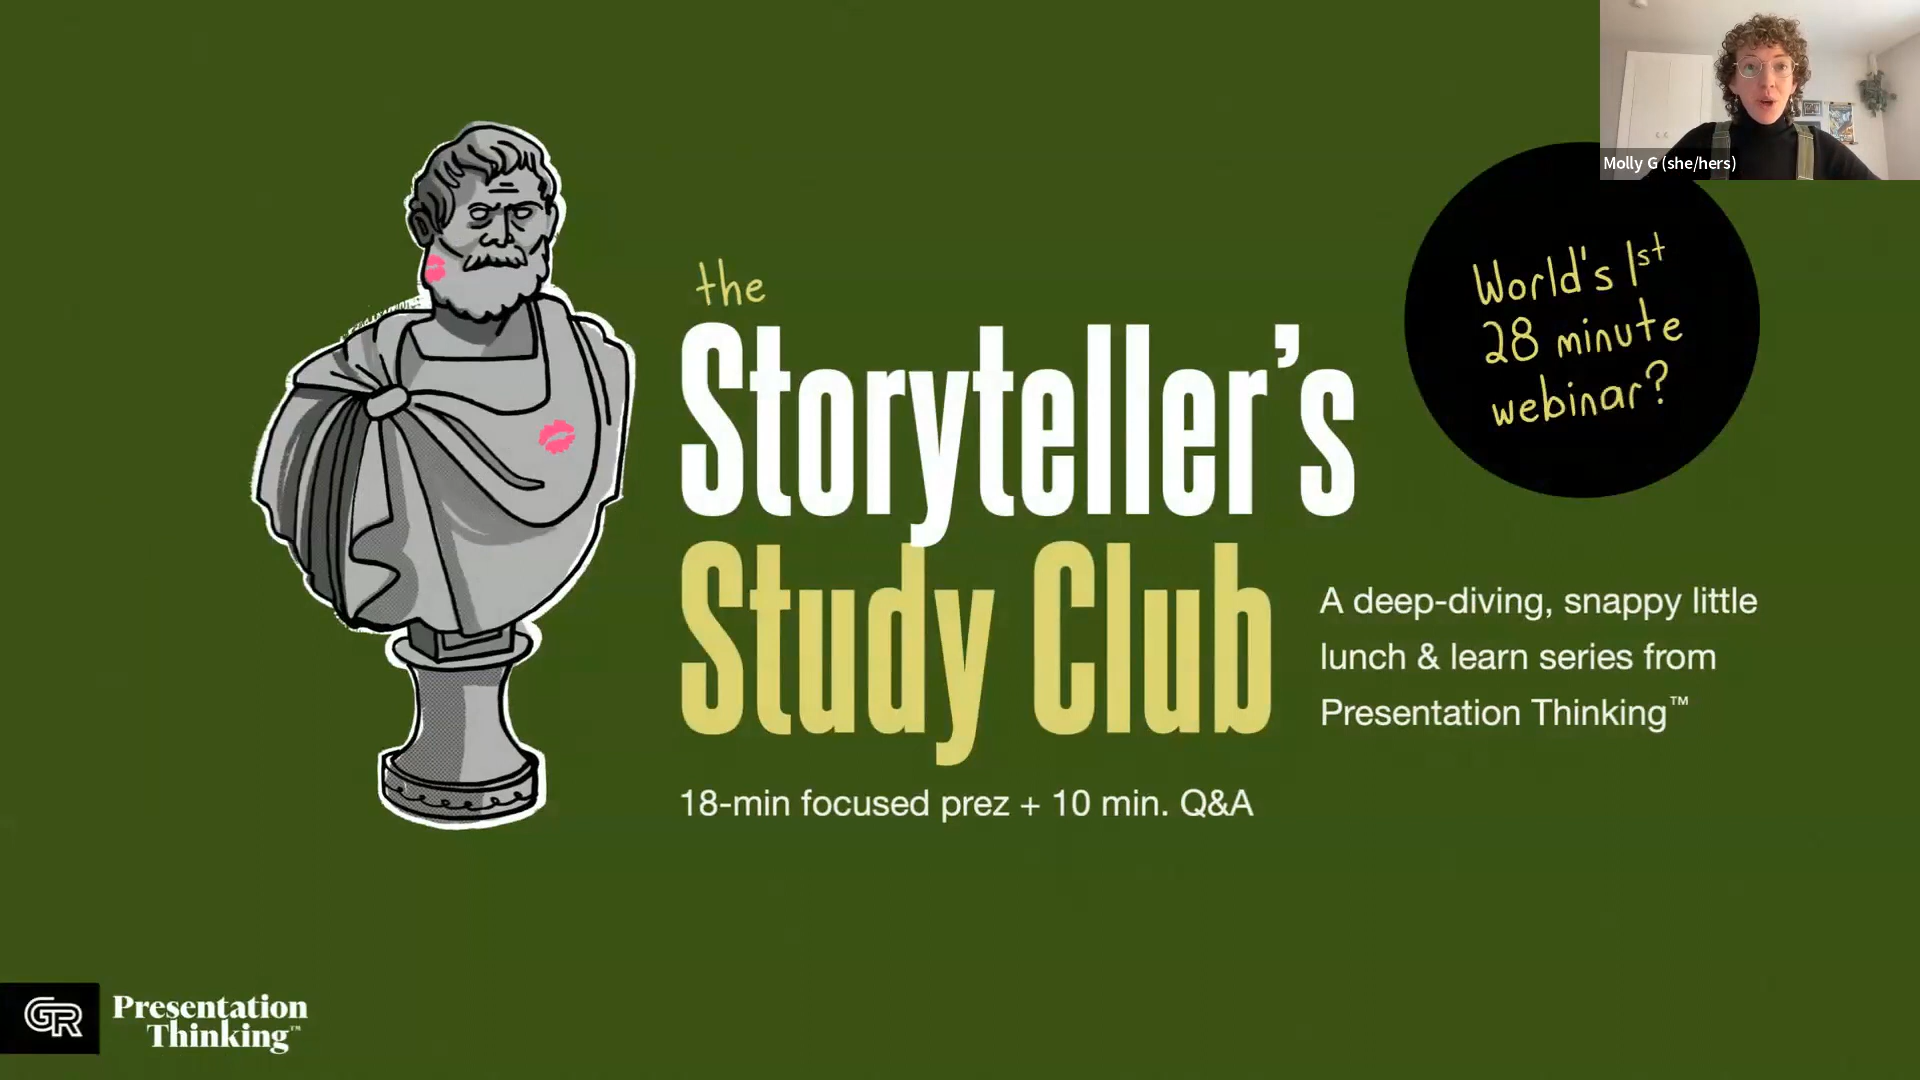 Molly G (she/hers)
World's 1st
28 minute
webinar?
the
Storyteller's
Study Club
A deep-diving, snappy little
lunch & learn series from
Presentation Thinking™
18-min focused prez + 10 min. Q&A
GR
Presentation
Thinking™